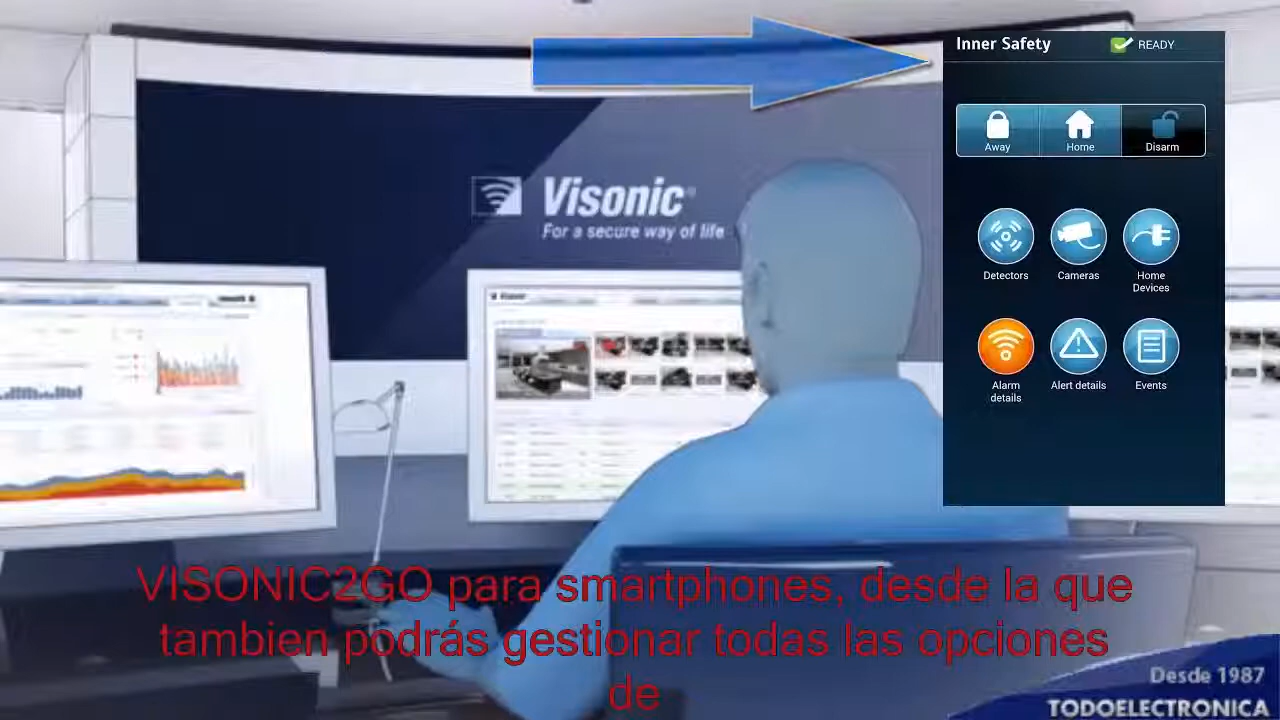 Inner Safety
READY
Away
Home
Disarm
Visonic®
For a secure way of life
Detectors
Cameras
Home
Devices
Alarm
details
Alert details
Events
VISONIC2GO para smartphones, desde la que
tambien podrás gestionar todas las opciones
de
Desde 1987
TODOELECTRONICA